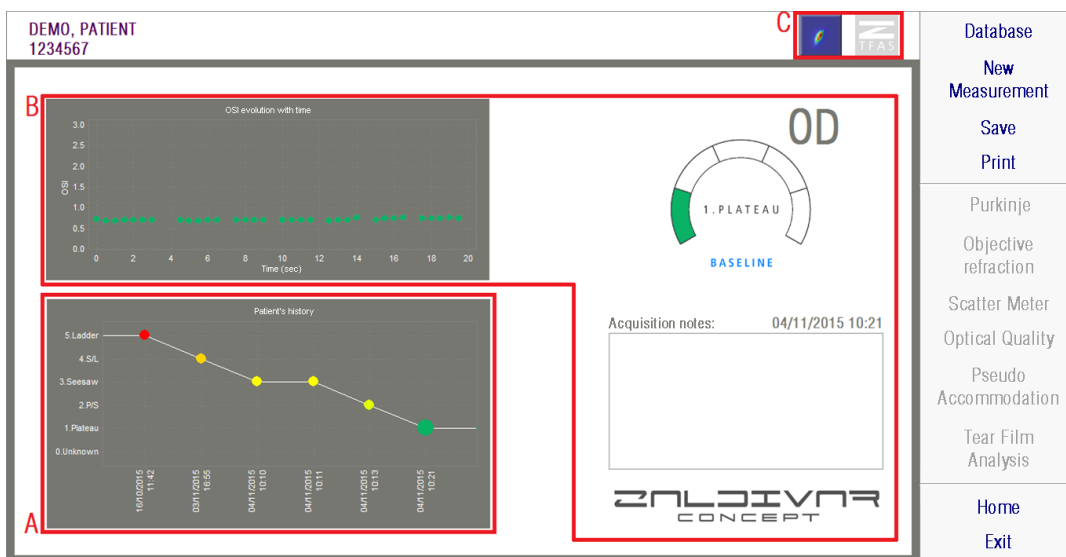 DEMO, PATIENT
1234567
C
TFAS
B
OSI evolution with time
3.0
2.5
2.0
1.5
1.0
0.5
0.0
OSI
0 2 4 6 8 10 12 14 16 18 20
Time (sec)
OD
1.PLATEAU
BASELINE
A
Patient's history
5.Ladder
4.S/L
3.Seesaw
2.P/S
1.Plateau
0.Unknown
16/10/2015 11:42
03/11/2015 16:55
04/11/2015 10:10
04/11/2015 10:11
04/11/2015 10:13
04/11/2015 10:21
Acquisition notes: 04/11/2015 10:21
ZALDIVAR
CONCEPT
Database
New
Measurement
Save
Print
Purkinje
Objective
refraction
Scatter Meter
Optical Quality
Pseudo
Accommodation
Tear Film
Analysis
Home
Exit